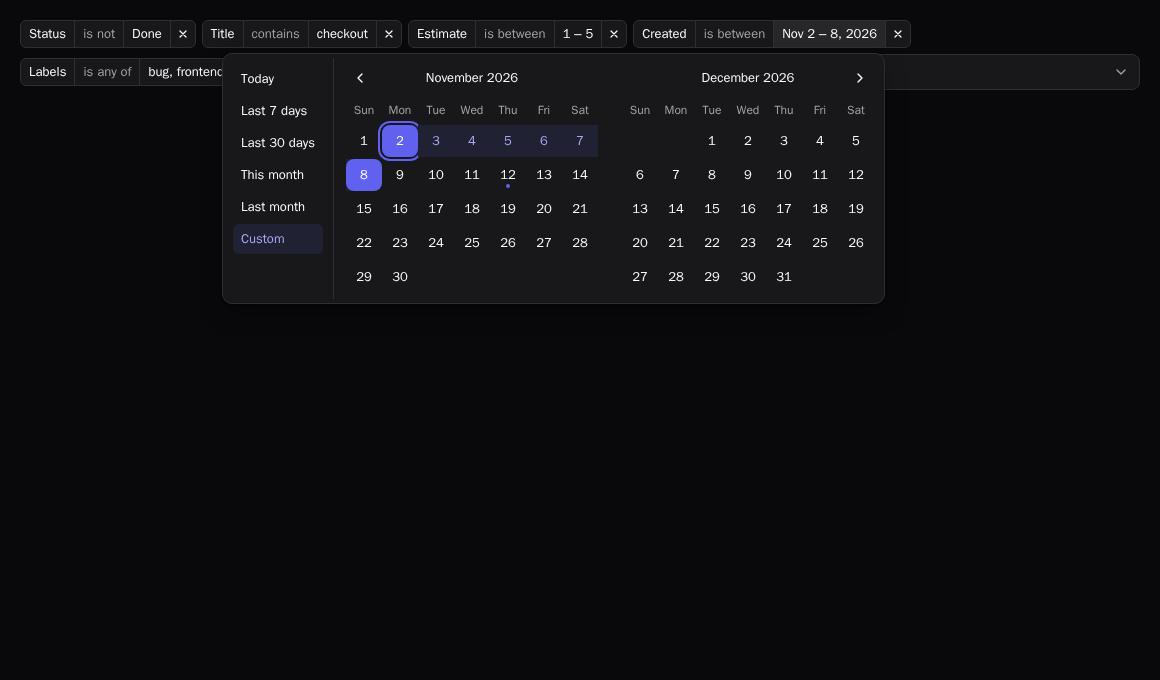 Status is not Done
Title contains checkout
Estimate is between 1 – 5
Created is between Nov 2 – 8, 2026
Labels is any of bug, frontend
Today
Last 7 days
Last 30 days
This month
Last month
Custom
November 2026
Sun Mon Tue Wed Thu Fri Sat
1 2 3 4 5 6 7
8 9 10 11 12 13 14
15 16 17 18 19 20 21
22 23 24 25 26 27 28
29 30
December 2026
Sun Mon Tue Wed Thu Fri Sat
1 2 3 4 5
6 7 8 9 10 11 12
13 14 15 16 17 18 19
20 21 22 23 24 25 26
27 28 29 30 31